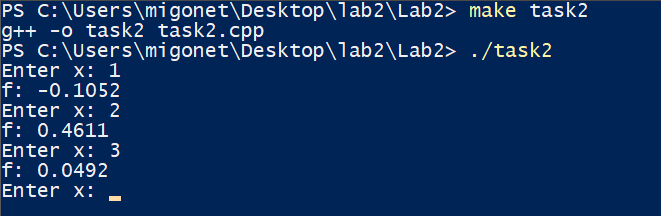 PS C:\Users\migonet\Desktop\lab2\Lab2> make task2
g++ -o task2 task2.cpp
PS C:\Users\migonet\Desktop\lab2\Lab2> ./task2
Enter x: 1
f: -0.1052
Enter x: 2
f: 0.4611
Enter x: 3
f: 0.0492
Enter x: